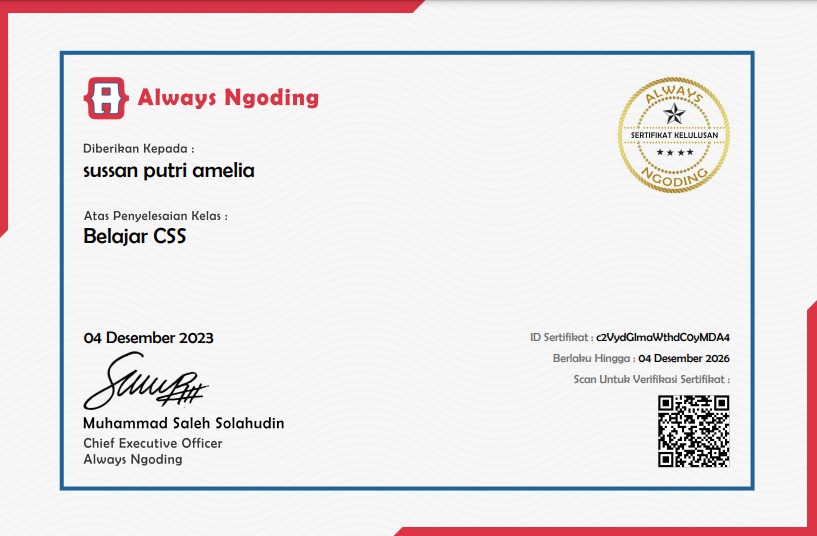 Always Ngoding
ALWAYS
SERTIFIKAT KELULUSAN
NGODING
Diberikan Kepada :
sussan putri amelia
Atas Penyelesaian Kelas :
Belajar CSS
04 Desember 2023
Muhammad Saleh Solahudin
Chief Executive Officer
Always Ngoding
ID Sertifikat : c2VydGlmaWthdC0yMDA4
Berlaku Hingga : 04 Desember 2026
Scan Untuk Verifikasi Sertifikat :